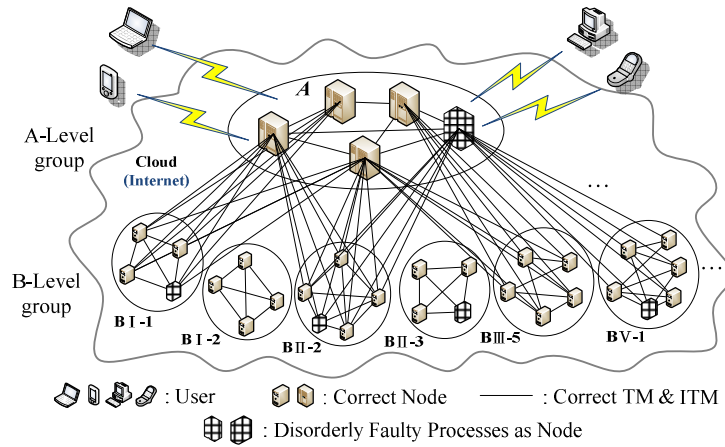 A
A-Level
group
Cloud
(Internet)
...
B-Level
group
...
BⅠ-1
BⅠ-2
BⅡ-2
BⅡ-3
BⅢ-5
BⅤ-1
: User
: Correct Node
: Correct TM & ITM
: Disorderly Faulty Processes as Node